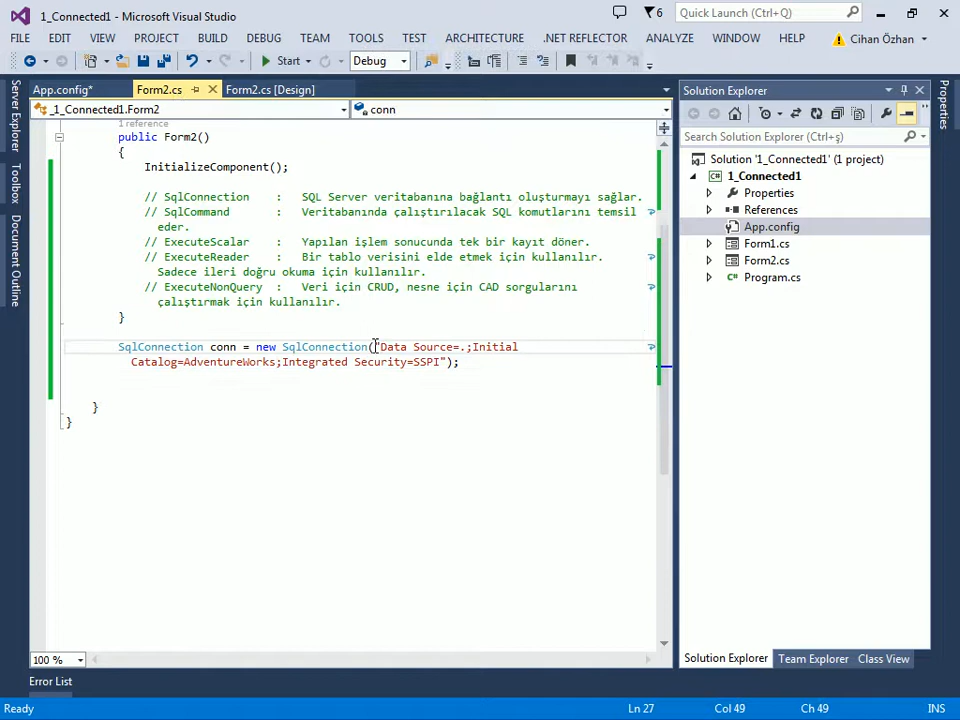 1_Connected1 - Microsoft Visual Studio
6
Quick Launch (Ctrl+Q)
FILE EDIT VIEW PROJECT BUILD DEBUG TEAM TOOLS TEST ARCHITECTURE .NET REFLECTOR ANALYZE WINDOW HELP Cihan Özhan
Start Debug
App.config* Form2.cs Form2.cs [Design]
_1_Connected1.Form2 conn
1 reference
public Form2()
{
InitializeComponent();
// SqlConnection : SQL Server veritabanına bağlantı oluşturmayı sağlar.
// SqlCommand : Veritabanında çalıştırılacak SQL komutlarını temsil
eder.
// ExecuteScalar : Yapılan işlem sonucunda tek bir kayıt döner.
// ExecuteReader : Bir tablo verisini elde etmek için kullanılır.
Sadece ileri doğru okuma için kullanılır.
// ExecuteNonQuery : Veri için CRUD, nesne için CAD sorgularını
çalıştırmak için kullanılır.
}
SqlConnection conn = new SqlConnection("Data Source=.;Initial
Catalog=AdventureWorks;Integrated Security=SSPI");
}
}
100 %
Server Explorer
Toolbox
Document Outline
Solution Explorer
Search Solution Explorer (Ctrl+ş)
Solution '1_Connected1' (1 project)
1_Connected1
Properties
References
App.config
Form1.cs
Form2.cs
Program.cs
Solution Explorer Team Explorer Class View
Properties
Error List
Ready Ln 27 Col 49 Ch 49 INS